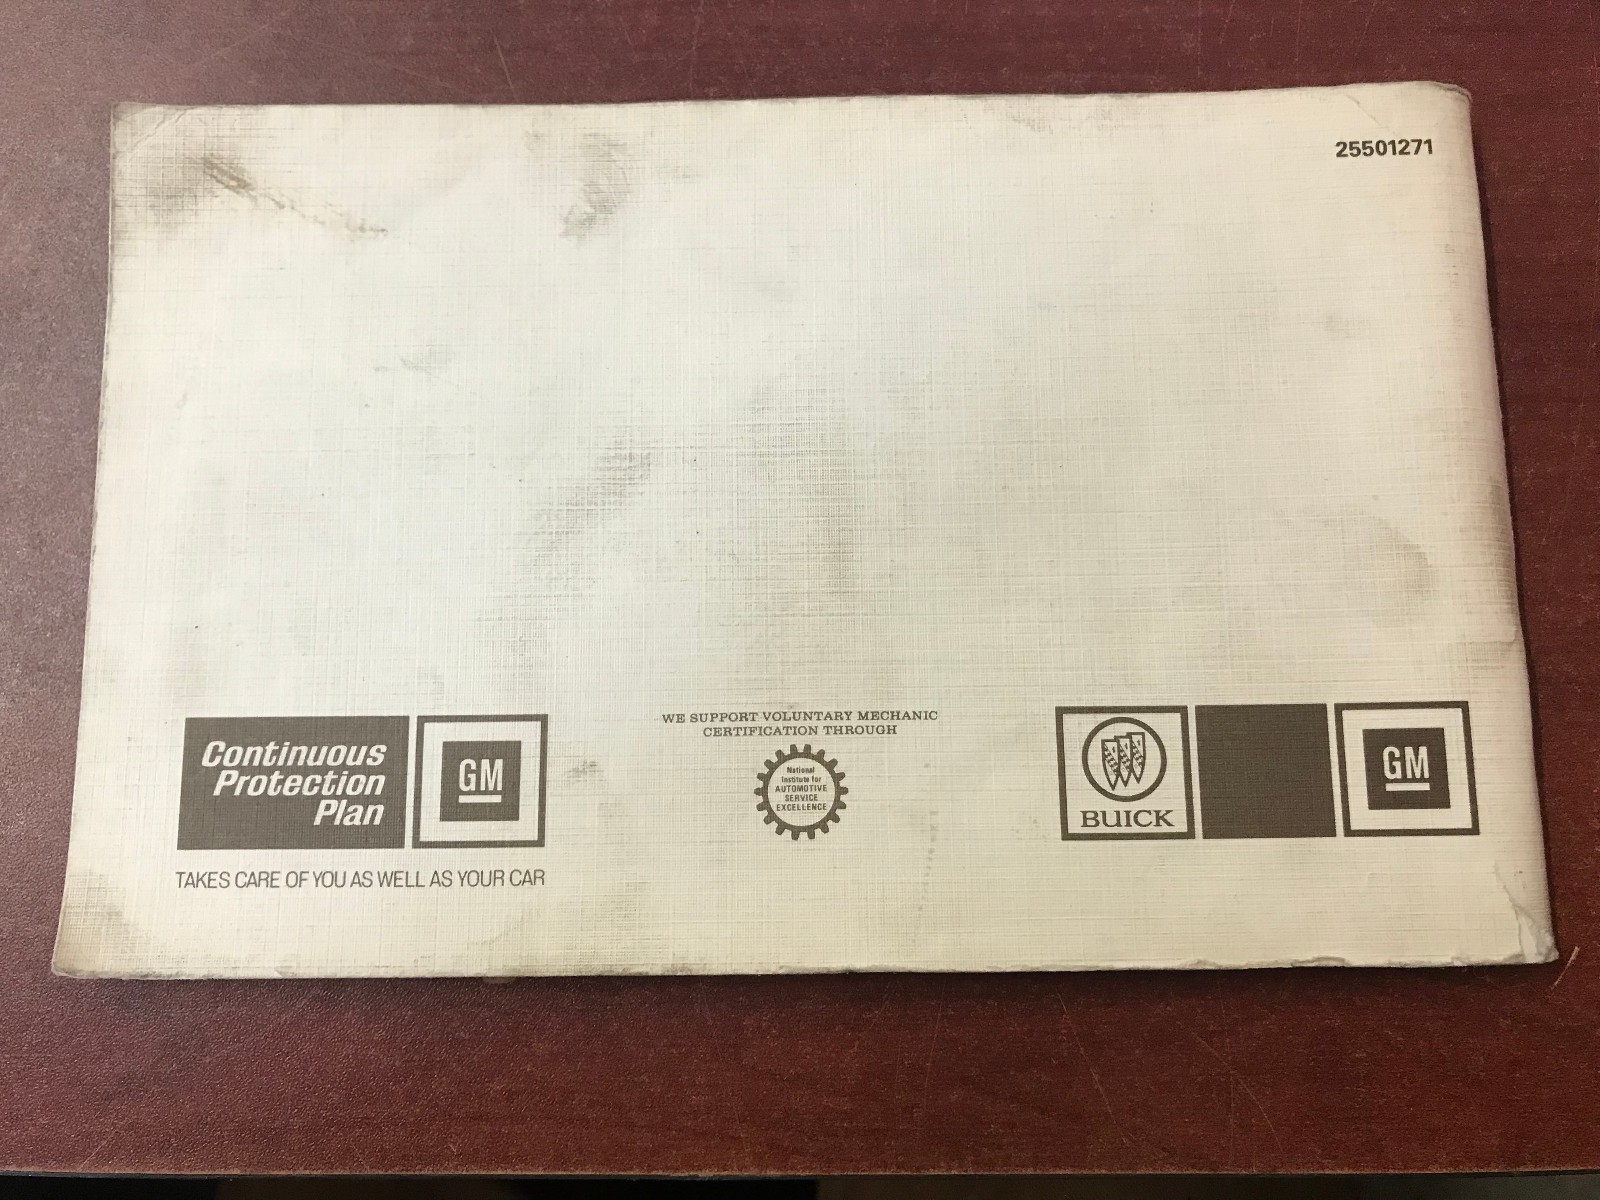 25501271
Continuous
Protection
Plan
GM
TAKES CARE OF YOU AS WELL AS YOUR CAR
WE SUPPORT VOLUNTARY MECHANIC
CERTIFICATION THROUGH
National
Institute for
AUTOMOTIVE
SERVICE
EXCELLENCE
BUICK
GM